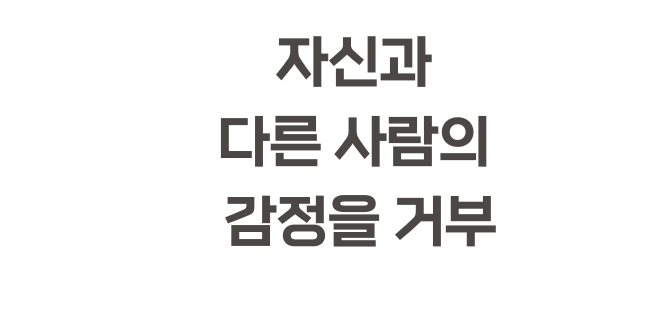 자신과
다른 사람의
감정을 거부